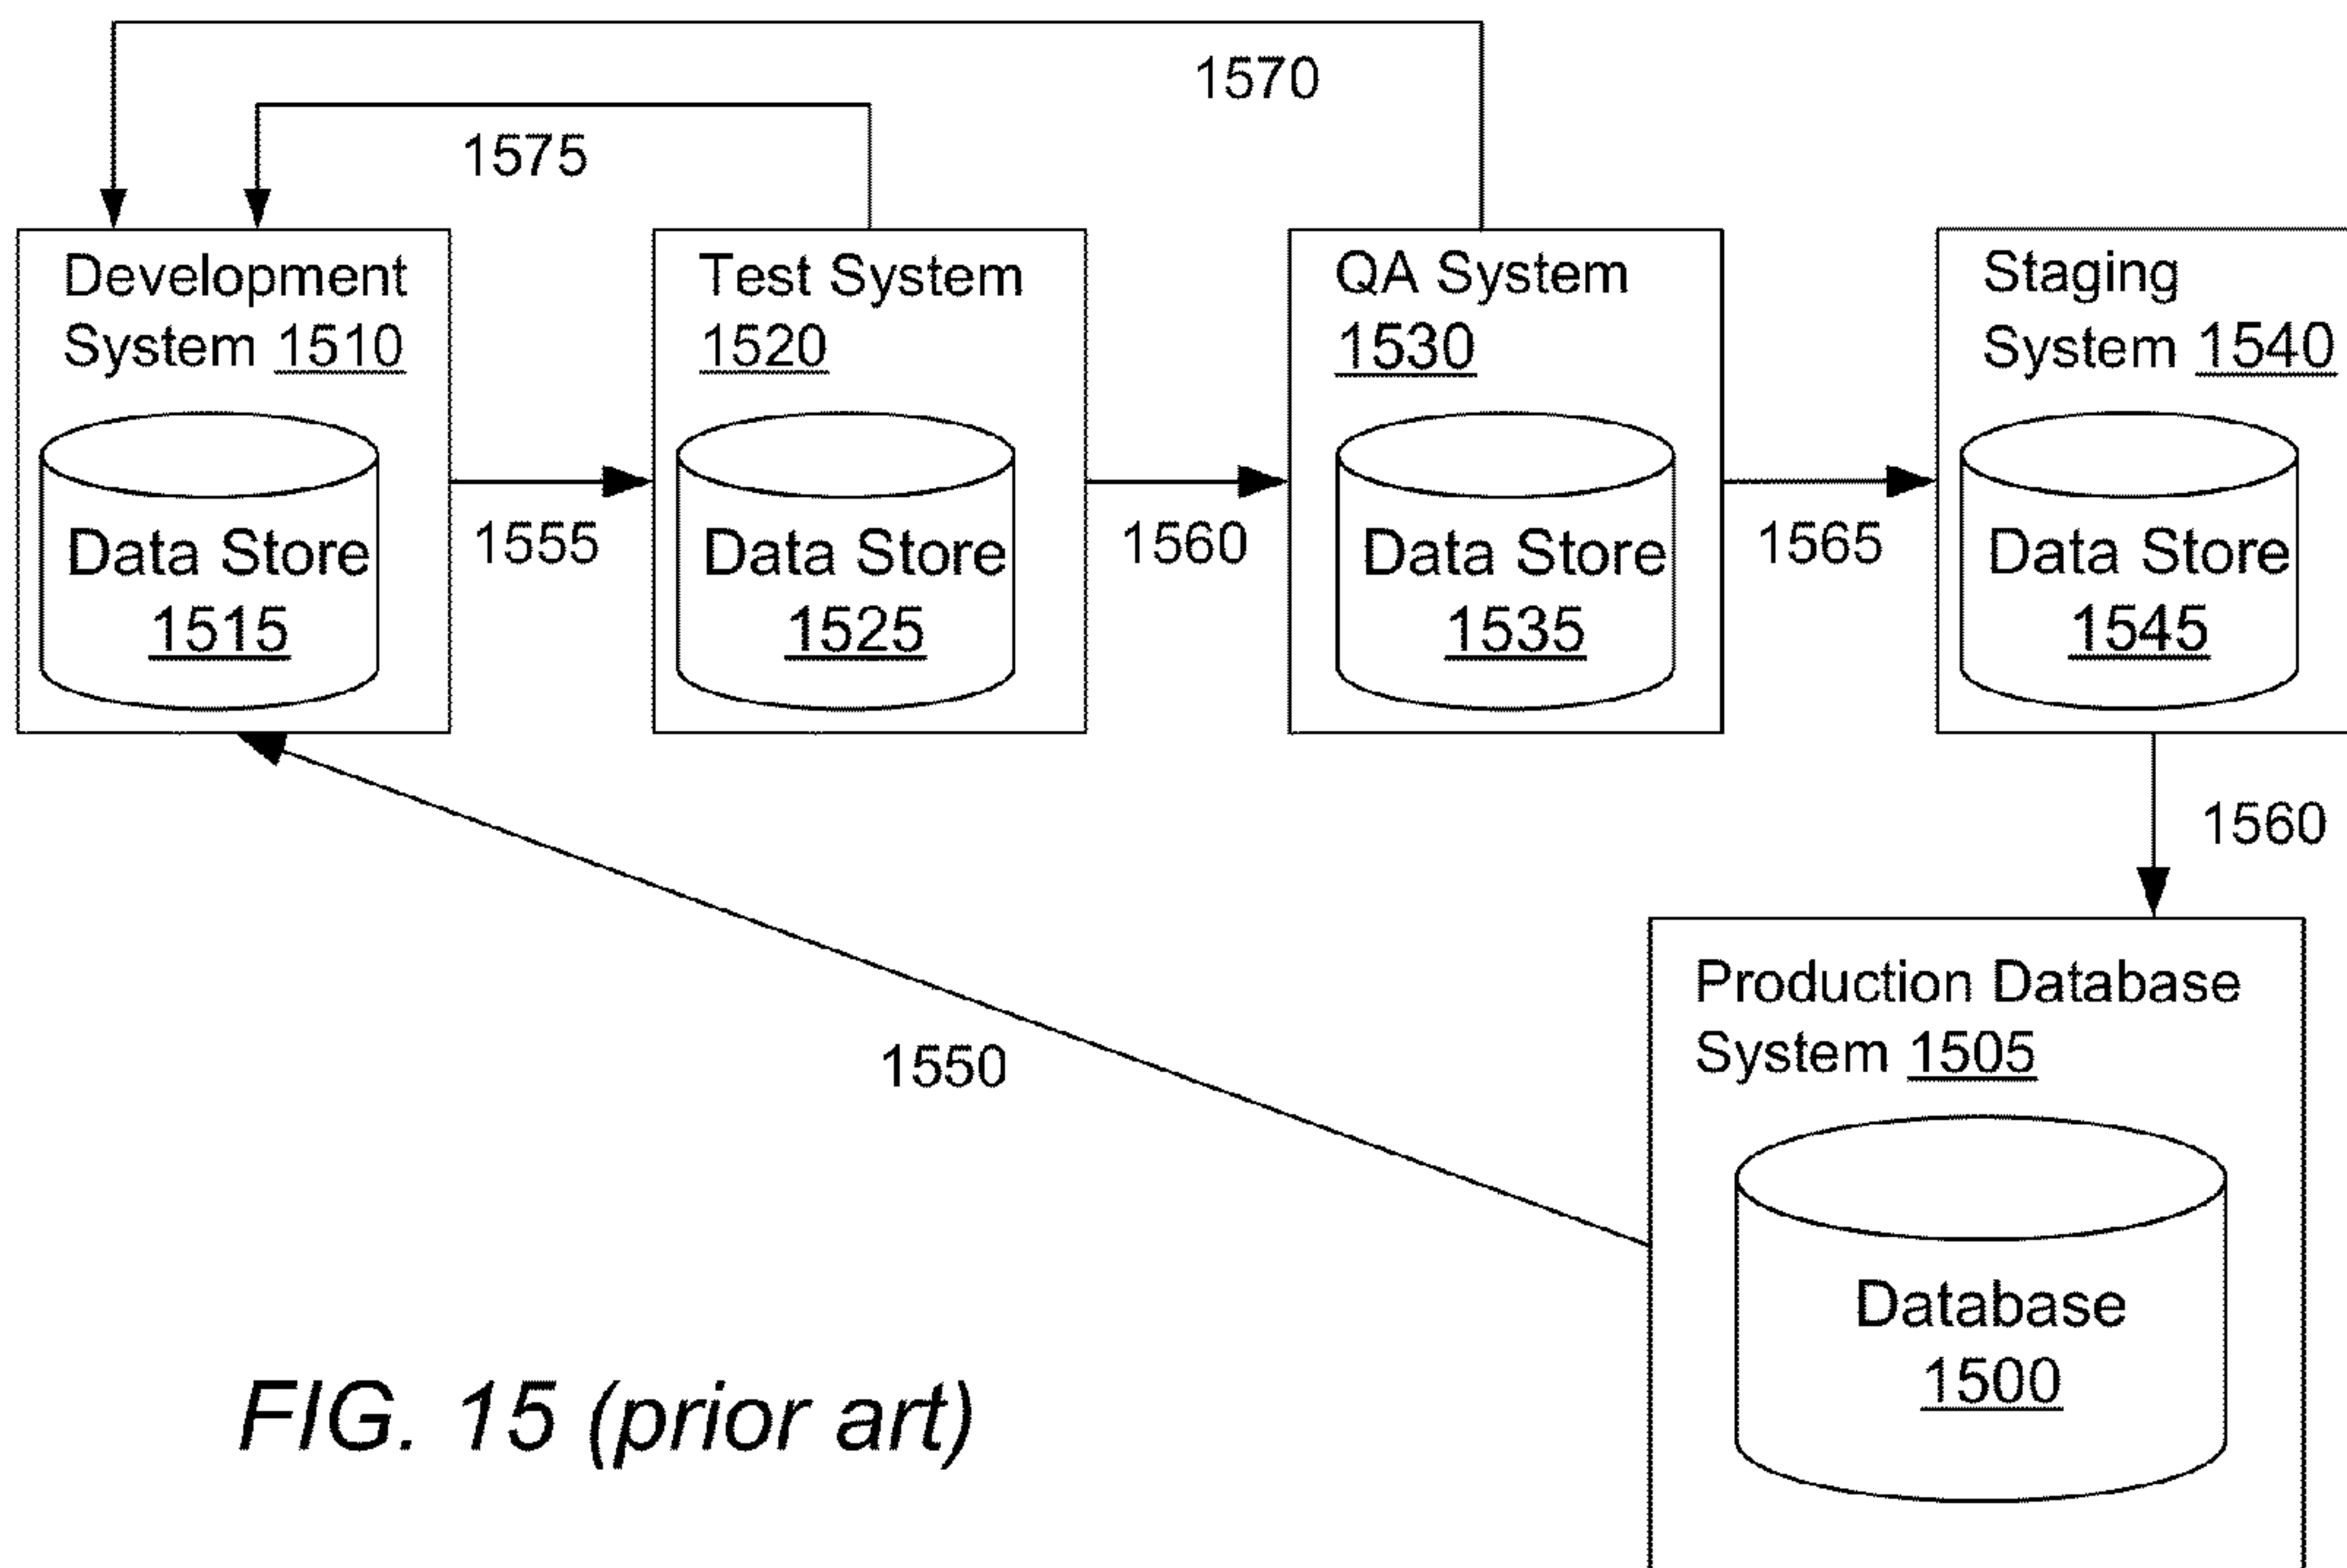 1570
1575
Development
System 1510
Data Store
1515
1555
Test System
1520
Data Store
1525
1560
QA System
1530
Data Store
1535
1565
Staging
System 1540
Data Store
1545
1560
1550
Production Database
System 1505
Database
1500
FIG. 15 (prior art)